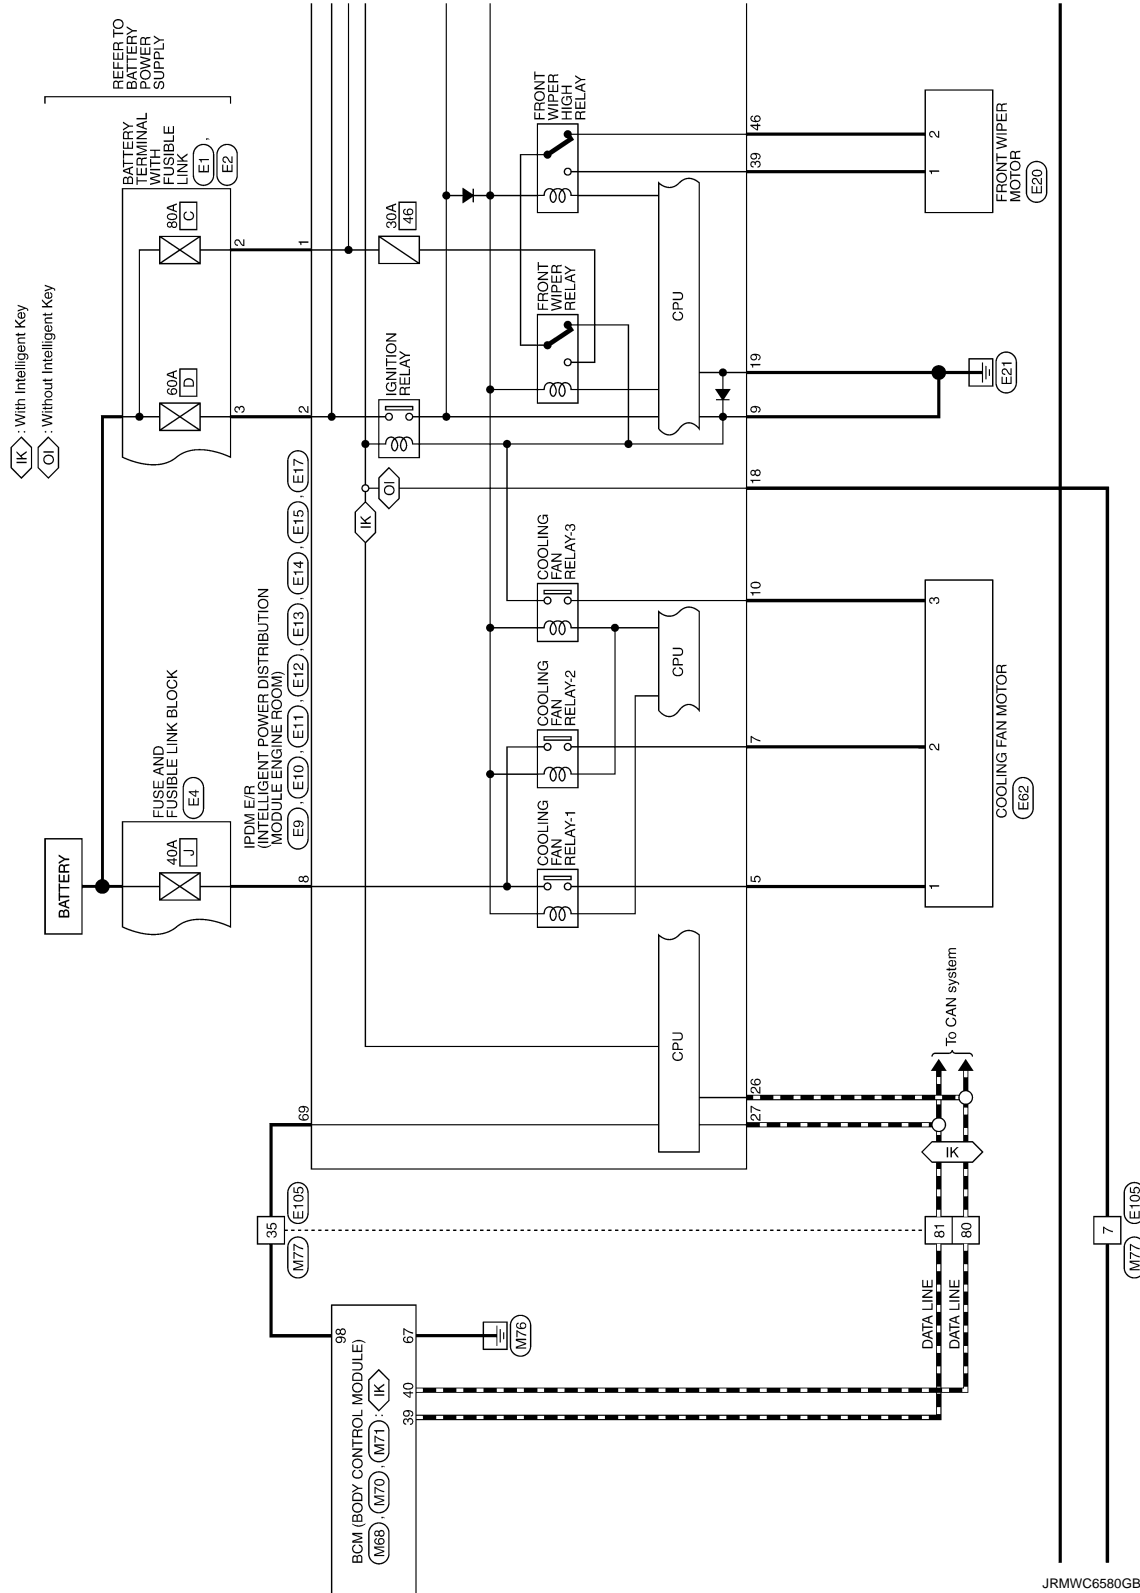 IK : With Intelligent Key
OI : Without Intelligent Key
REFER TO
BATTERY
POWER
SUPPLY
BATTERY
FUSE AND
FUSIBLE LINK BLOCK
E4
40A
J
BATTERY
TERMINAL
WITH
FUSIBLE
LINK
E1 ,
E2
60A
D
80A
C
3
2
IPDM E/R
(INTELLIGENT POWER DISTRIBUTION
MODULE ENGINE ROOM)
E9 , E10 , E11 , E12 , E13 , E14 , E15 , E17
69
8
2
1
35
M77
E105
BCM (BODY CONTROL MODULE)
M68 , M70 , M71 : IK
98
39
40
67
M76
IK
OI
IGNITION
RELAY
30A
46
COOLING
FAN
RELAY-1
COOLING
FAN
RELAY-2
COOLING
FAN
RELAY-3
FRONT
WIPER
RELAY
FRONT
WIPER
HIGH
RELAY
CPU
CPU
CPU
27
26
5
7
10
18
9
19
39
46
DATA LINE
DATA LINE
81
80
IK
To CAN system
1
2
3
COOLING FAN MOTOR
E62
E21
1
2
FRONT WIPER
MOTOR
E20
7
M77
E105
JRMWC6580GB